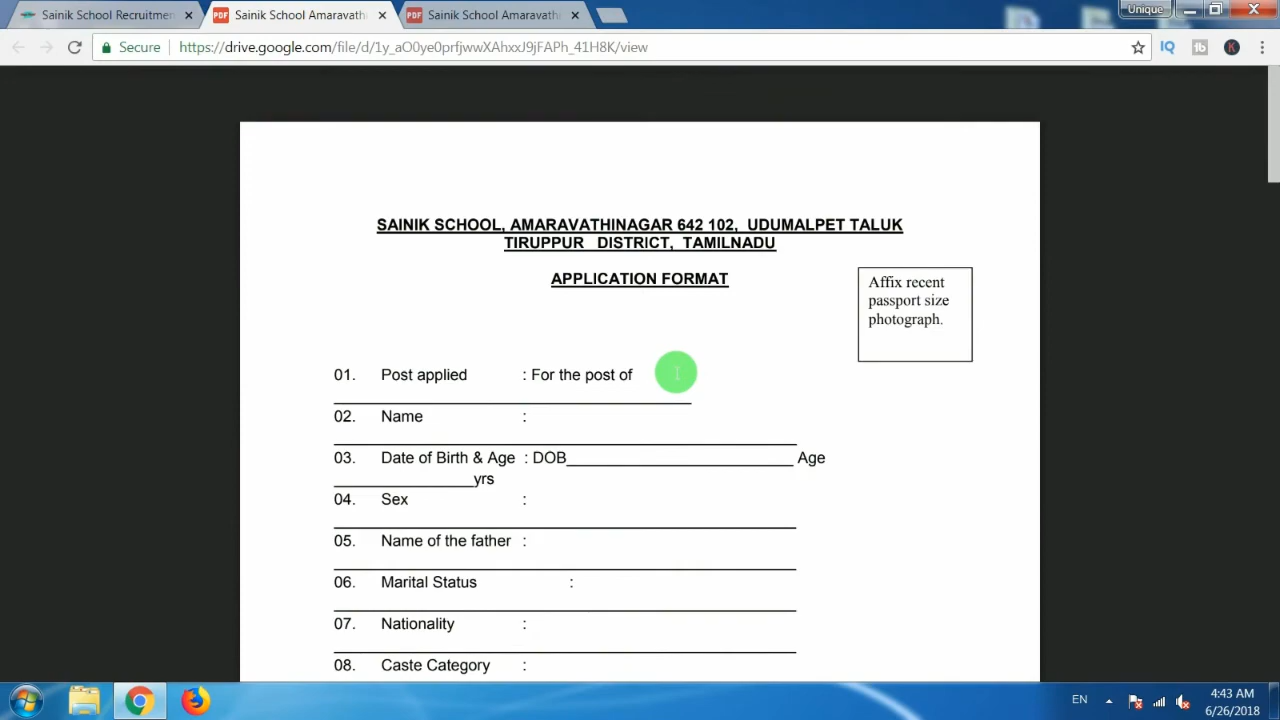 Sainik School Recruitmen
Sainik School Amaravath
Sainik School Amaravath
Unique
Secure
https://drive.google.com/file/d/1y_aO0ye0prfjwwXAhxxJ9jFAPh_41H8K/view
IQ
K
SAINIK SCHOOL, AMARAVATHINAGAR 642 102, UDUMALPET TALUK
TIRUPPUR DISTRICT, TAMILNADU
APPLICATION FORMAT
Affix recent
passport size
photograph.
01. Post applied : For the post of
02. Name :
03. Date of Birth & Age : DOB Age
yrs
04. Sex :
05. Name of the father :
06. Marital Status :
07. Nationality :
08. Caste Category :
EN
4:43 AM
6/26/2018